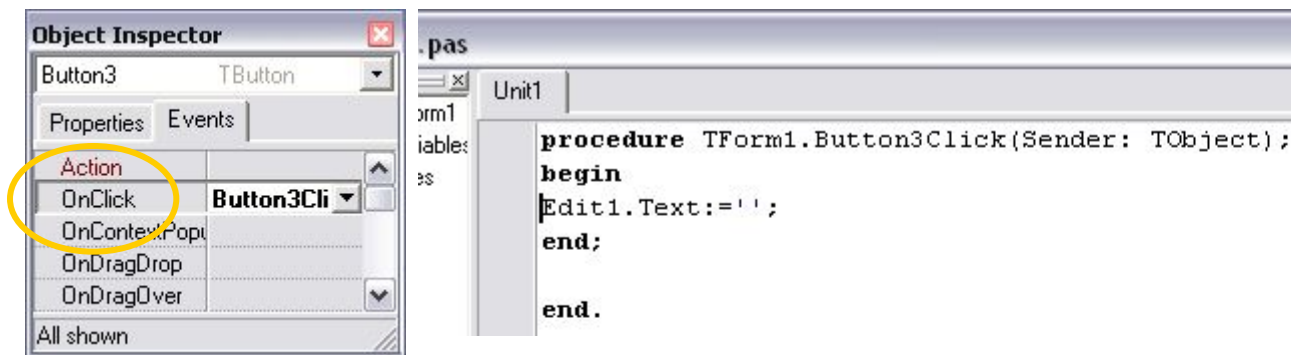 Object Inspector
Button3 TButton
Properties Events
Action
OnClick Button3Cli
OnContextPopu
OnDragDrop
OnDragOver
All shown
.pas
Unit1
orm1
iables
es
procedure TForm1.Button3Click(Sender: TObject);
begin
Edit1.Text:='';
end;
end.